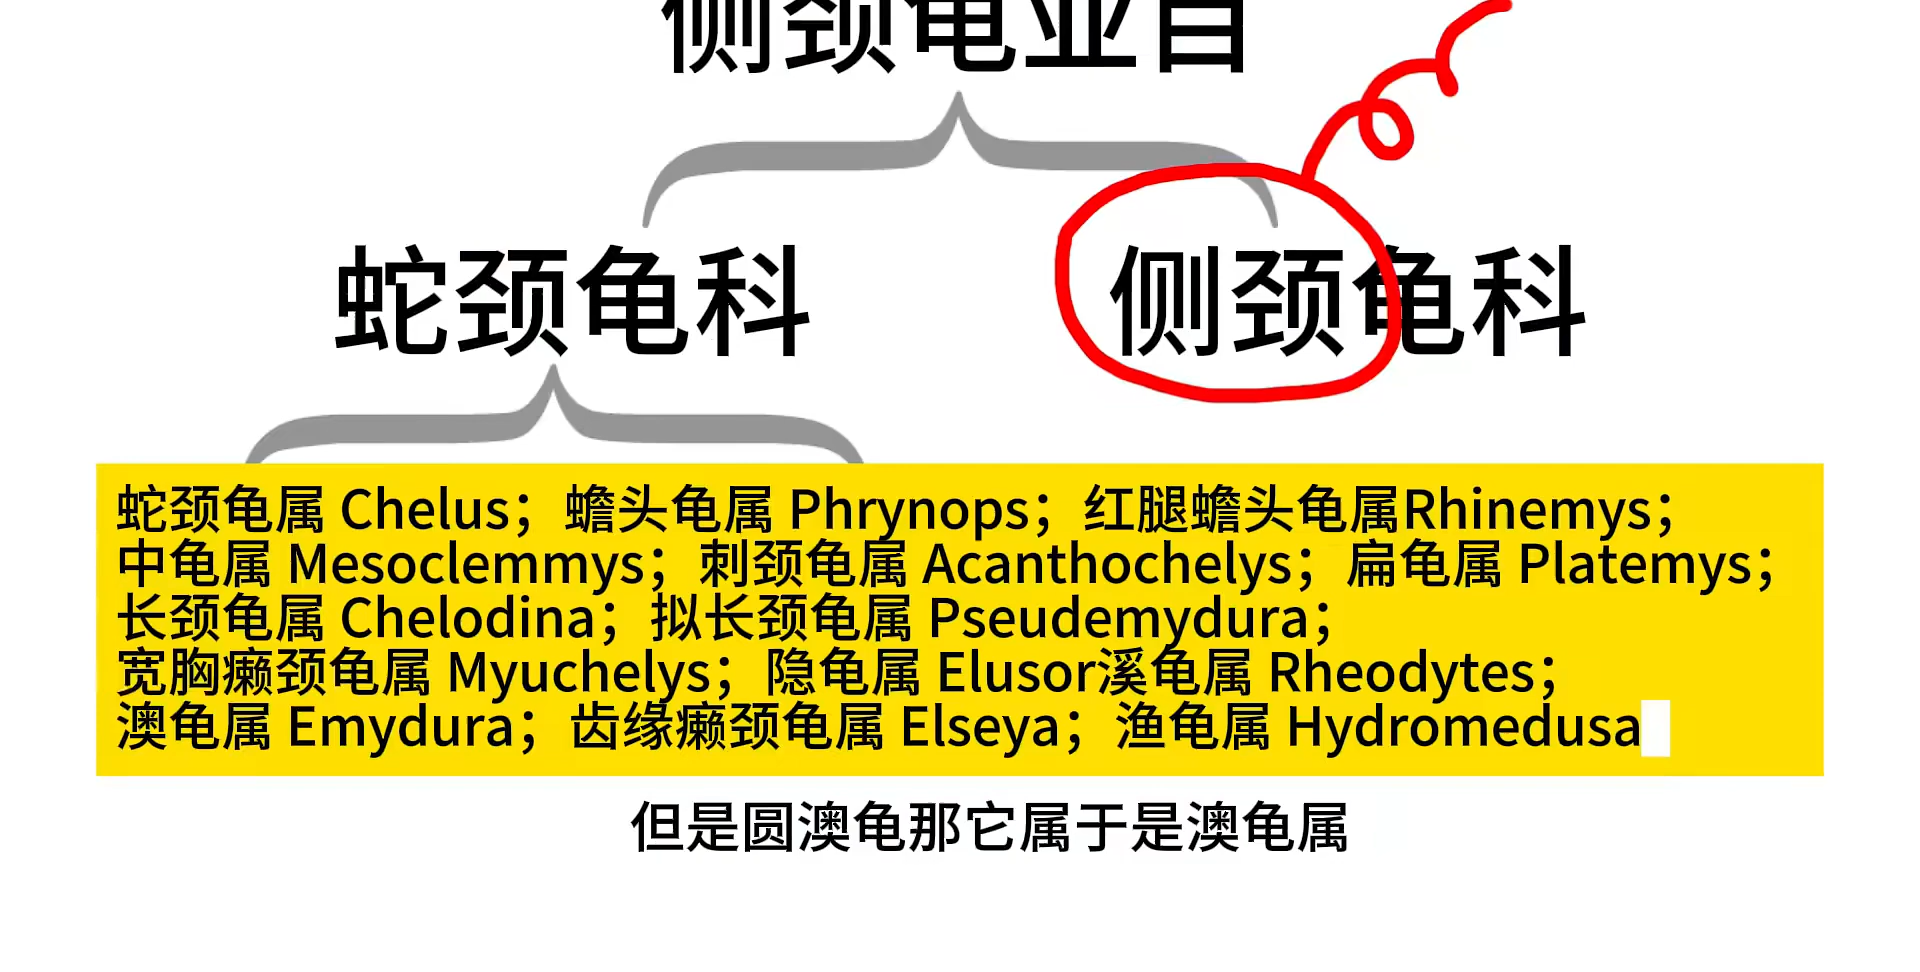 侧颈龟亚目
蛇颈龟科
侧颈龟科
蛇颈龟属 Chelus；蟾头龟属 Phrynops；红腿蟾头龟属Rhinemys；
中龟属 Mesoclemmys；刺颈龟属 Acanthochelys；扁龟属 Platemys；
长颈龟属 Chelodina；拟长颈龟属 Pseudemydura；
宽胸癞颈龟属 Myuchelys；隐龟属 Elusor溪龟属 Rheodytes；
澳龟属 Emydura；齿缘癞颈龟属 Elseya；渔龟属 Hydromedusa
但是圆澳龟那它属于是澳龟属